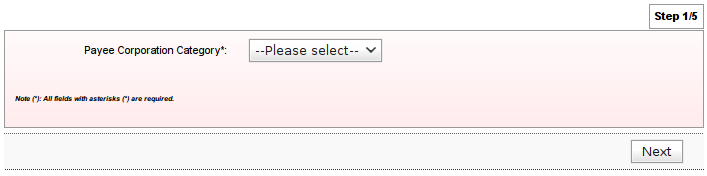 Step 1/5
Payee Corporation Category*: --Please select--
Note (*): All fields with asterisks (*) are required.
Next